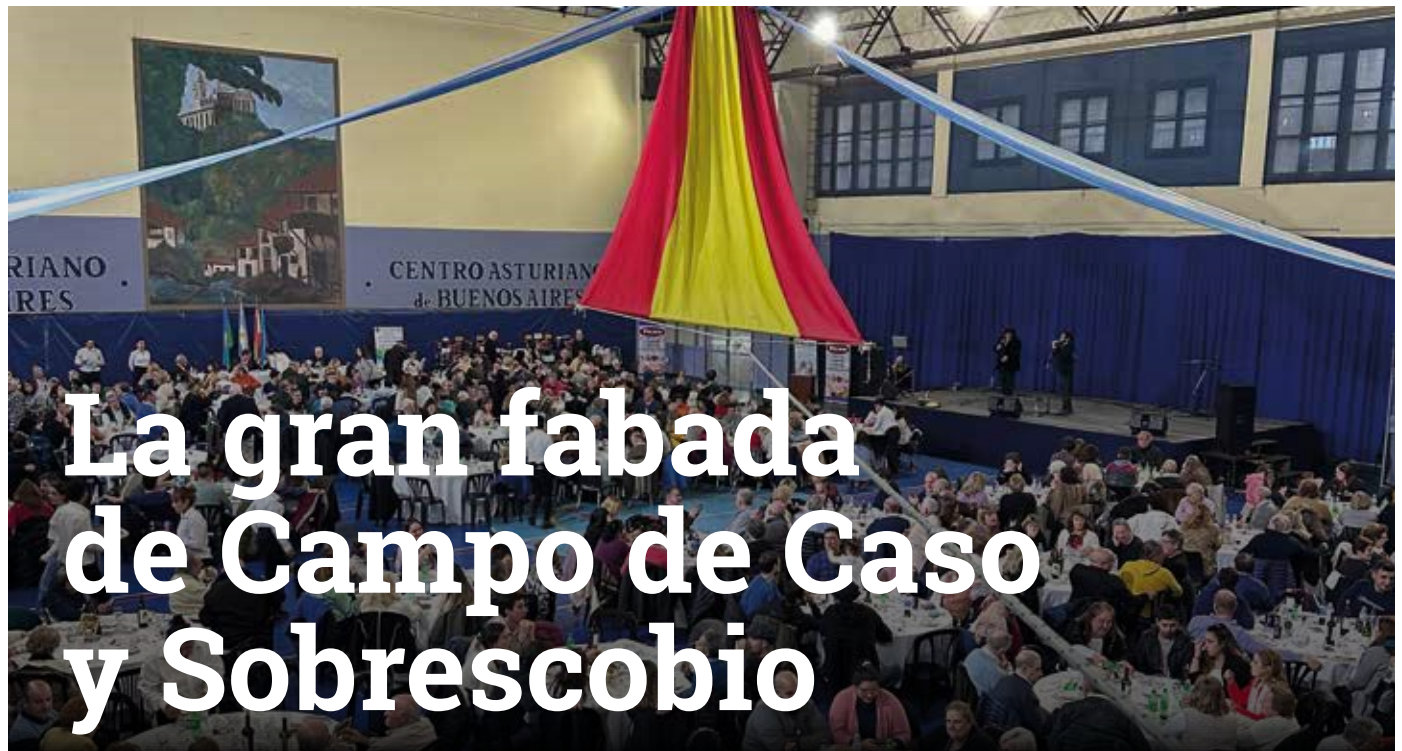 RIANO
IRES
CENTRO ASTURIANO
de BUENOS AIRES
La gran fabada
de Campo de Caso
y Sobrescobio